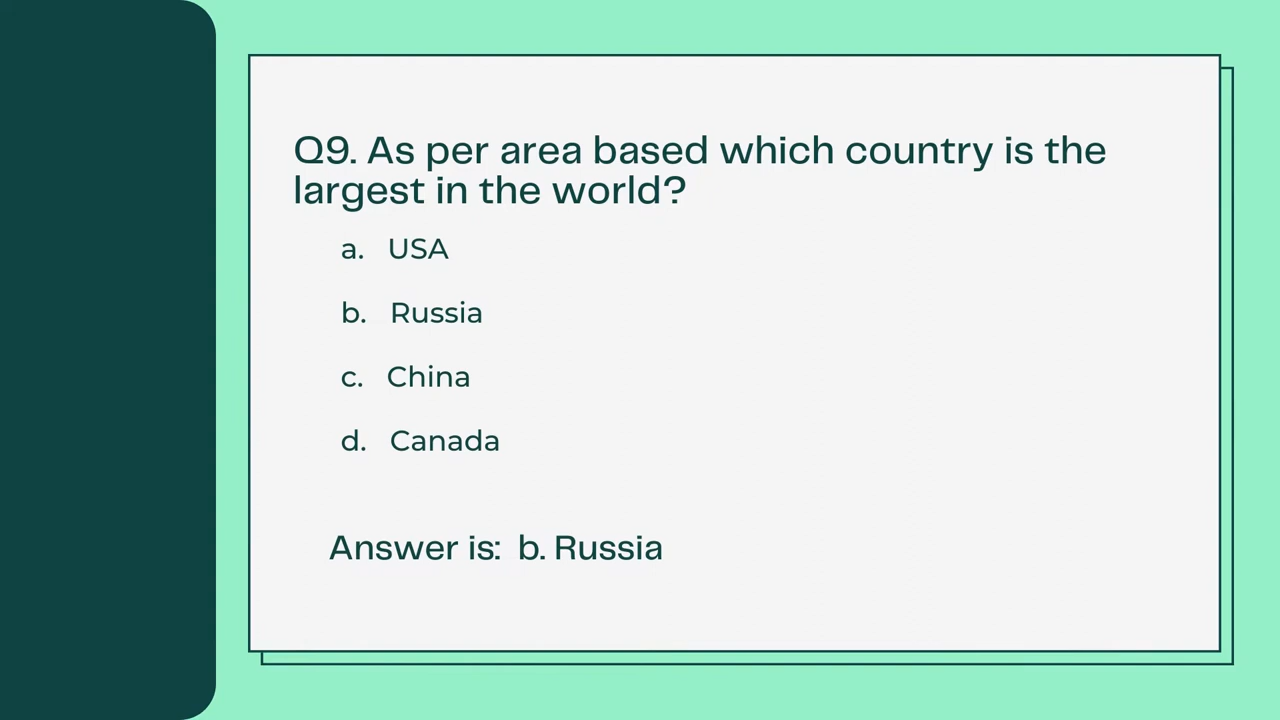 Q9. As per area based which country is the
largest in the world?
a. USA
b. Russia
c. China
d. Canada
Answer is: b. Russia